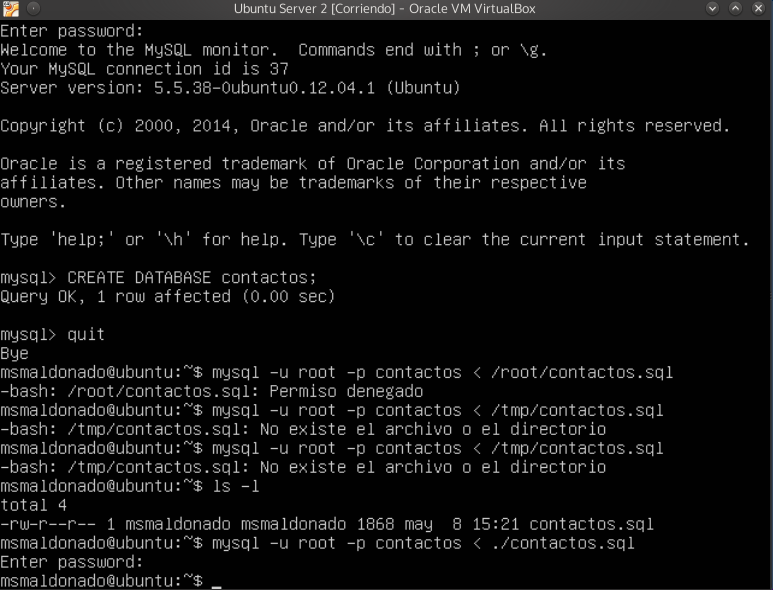 Ubuntu Server 2 [Corriendo] - Oracle VM VirtualBox
Enter password:
Welcome to the MySQL monitor.  Commands end with ; or \g.
Your MySQL connection id is 37
Server version: 5.5.38-0ubuntu0.12.04.1 (Ubuntu)
Copyright (c) 2000, 2014, Oracle and/or its affiliates. All rights reserved.
Oracle is a registered trademark of Oracle Corporation and/or its
affiliates. Other names may be trademarks of their respective
owners.
Type 'help;' or '\h' for help. Type '\c' to clear the current input statement.
mysql> CREATE DATABASE contactos;
Query OK, 1 row affected (0.00 sec)
mysql> quit
Bye
msmaldonado@ubuntu:~$ mysql -u root -p contactos < /root/contactos.sql
-bash: /root/contactos.sql: Permiso denegado
msmaldonado@ubuntu:~$ mysql -u root -p contactos < /tmp/contactos.sql
-bash: /tmp/contactos.sql: No existe el archivo o el directorio
msmaldonado@ubuntu:~$ mysql -u root -p contactos < /tmp/contactos.sql
-bash: /tmp/contactos.sql: No existe el archivo o el directorio
msmaldonado@ubuntu:~$ ls -l
total 4
-rw-r--r-- 1 msmaldonado msmaldonado 1868 may  8 15:21 contactos.sql
msmaldonado@ubuntu:~$ mysql -u root -p contactos < ./contactos.sql
Enter password:
msmaldonado@ubuntu:~$ _